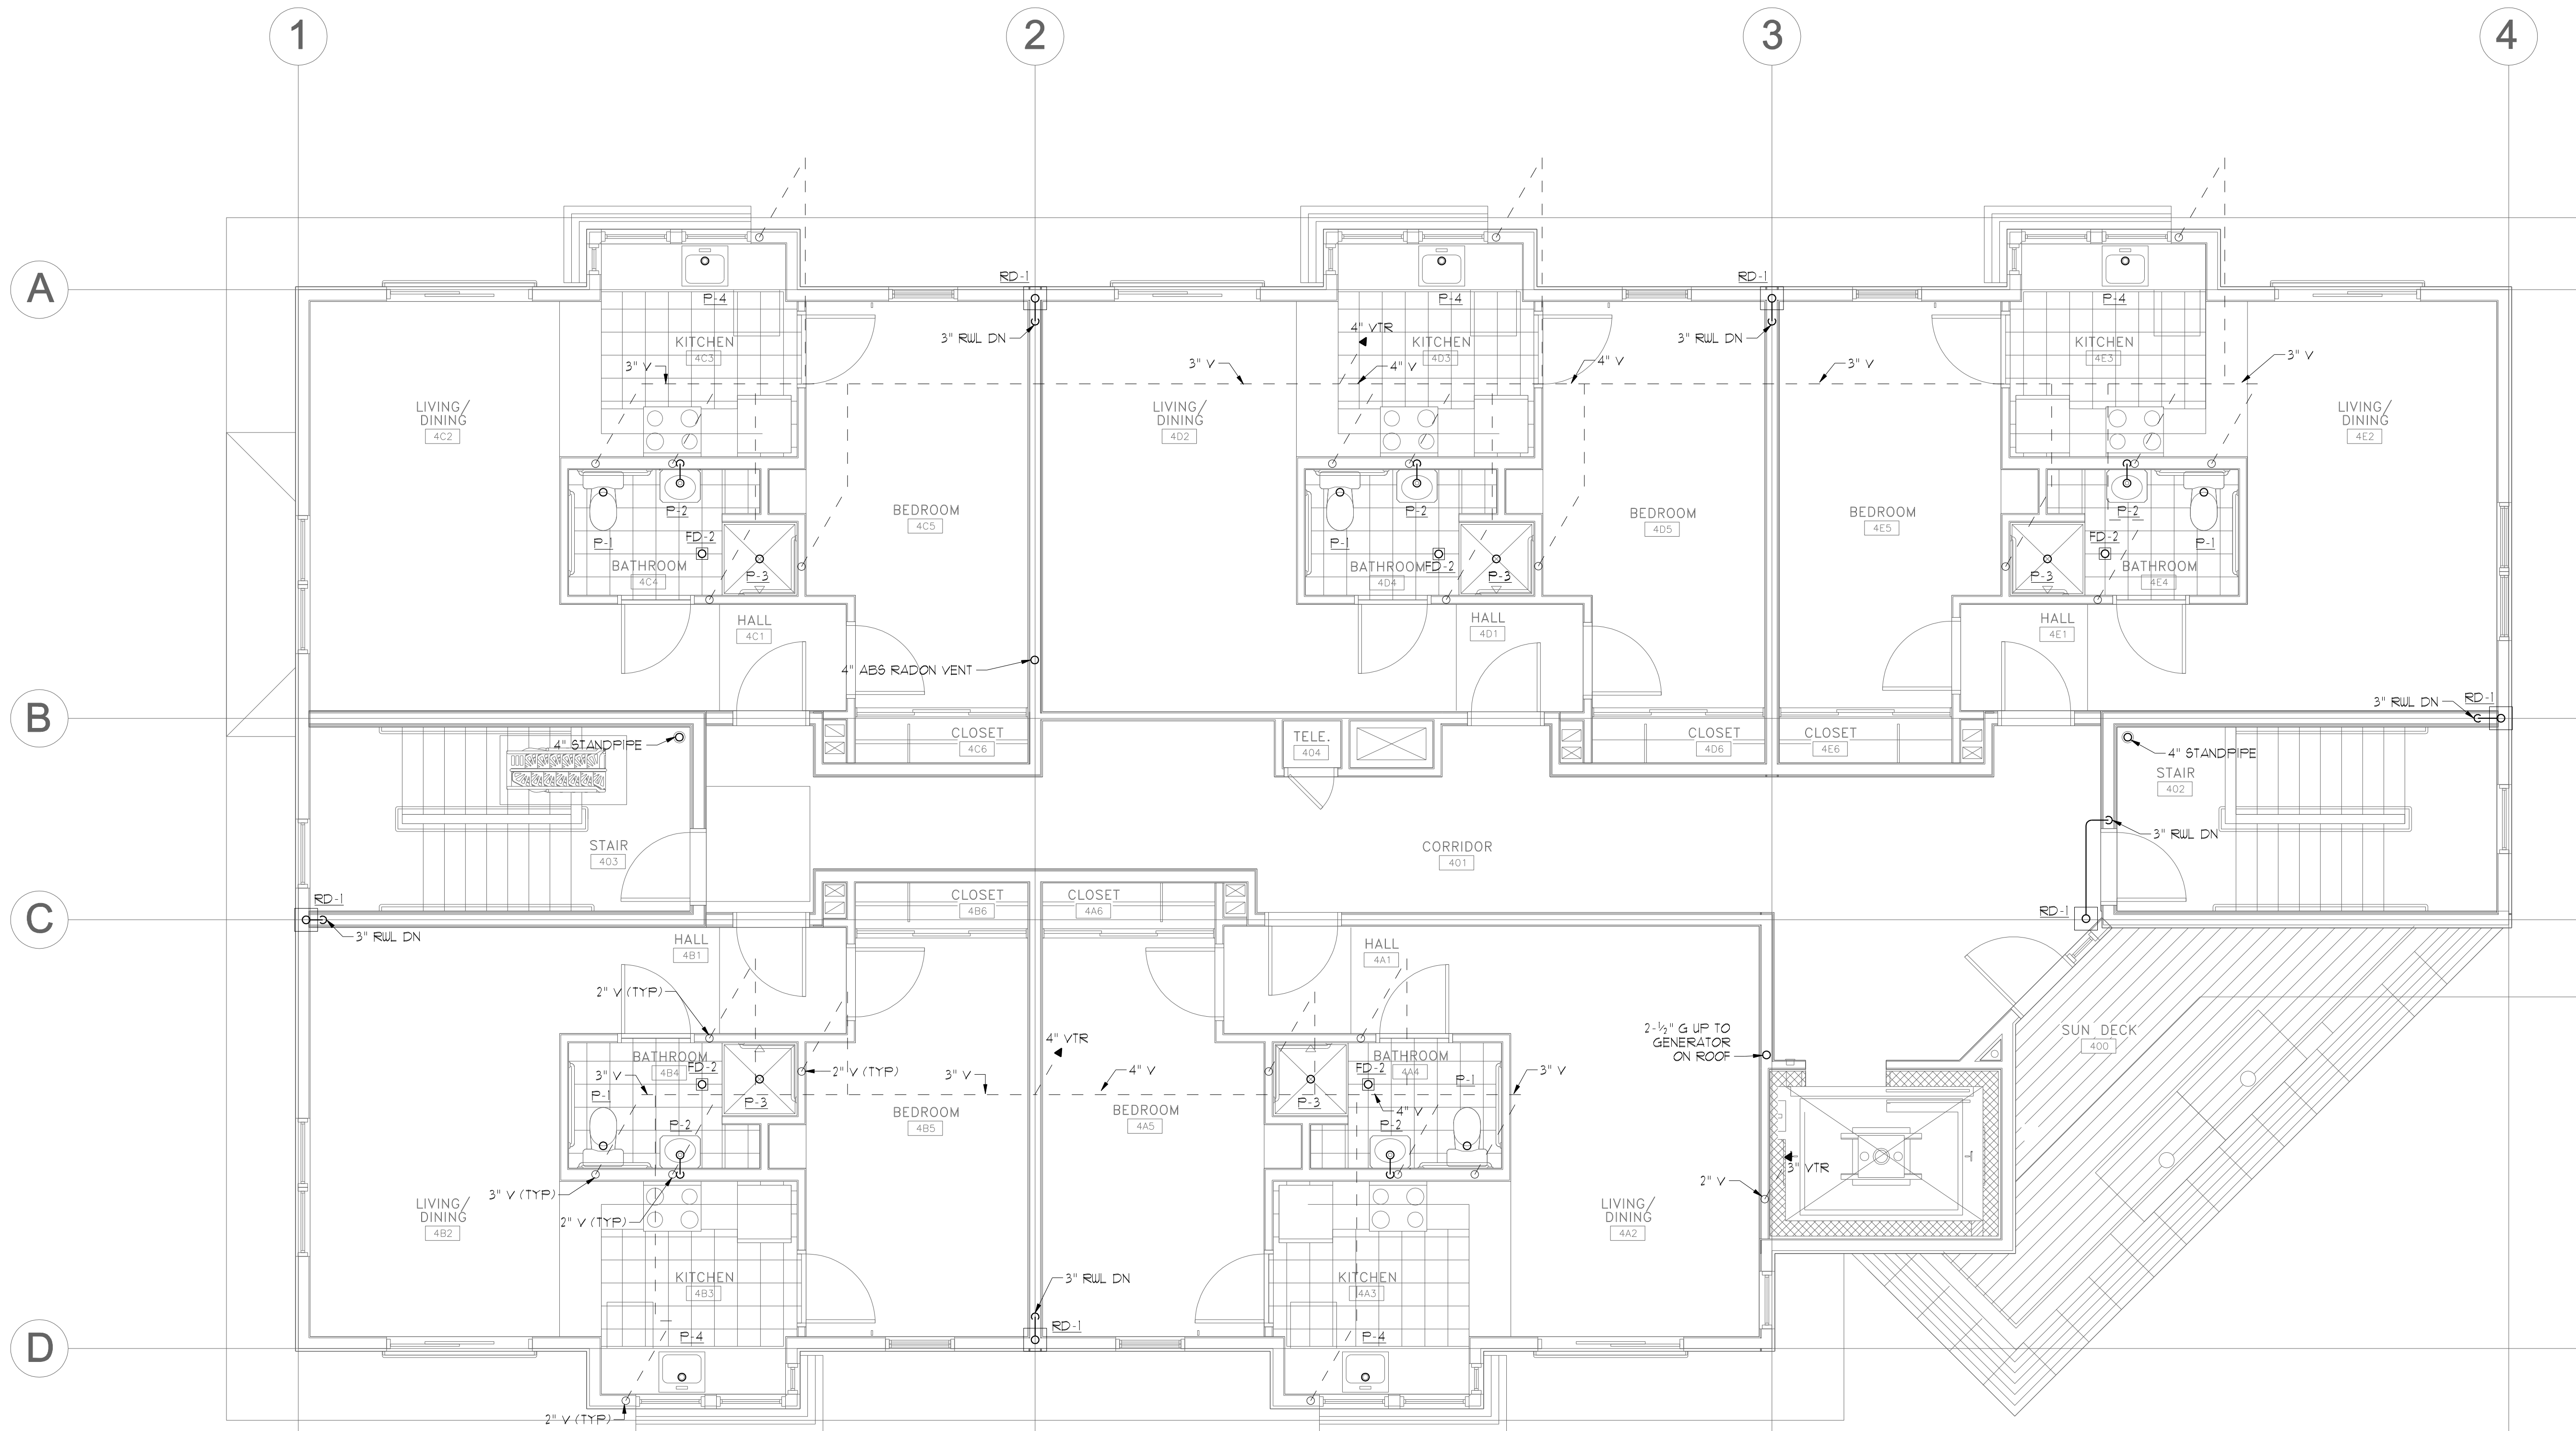 1
2
3
4
A
RD-1
RD-1
P-4
P-4
P-4
3" RWL DN
4" VTR
3" RWL DN
KITCHEN
4C3
KITCHEN
4D3
KITCHEN
4E3
3" V
3" V
4" V
4" V
3" V
3" V
LIVING/
DINING
4C2
LIVING/
DINING
4D2
LIVING/
DINING
4E2
P-2
P-2
P-2
BEDROOM
4C5
BEDROOM
4D5
BEDROOM
4E5
P-1
FD-2
P-1
FD-2
FD-2
P-1
BATHROOM
4C4
P-3
BATHROOM
4D4
P-3
P-3
BATHROOM
4E4
HALL
4C1
HALL
4D1
HALL
4E1
4" ABS RADON VENT
B
3" RWL DN
RD-1
4" STANDPIPE
CLOSET
4C6
TELE.
404
CLOSET
4D6
CLOSET
4E6
4" STANDPIPE
STAIR
402
STAIR
403
CORRIDOR
401
3" RWL DN
C
RD-1
3" RWL DN
CLOSET
4B6
CLOSET
4A6
RD-1
HALL
4B1
HALL
4A1
2" V (TYP)
4" VTR
2-1/2" G UP TO
GENERATOR
ON ROOF
SUN DECK
400
BATHROOM
4B4
FD-2
BATHROOM
4A4
FD-2
3" V
2" V (TYP)
3" V
4" V
3" V
P-1
P-3
P-3
P-1
4" V
P-2
P-2
BEDROOM
4B5
BEDROOM
4A5
3" VTR
2" V
3" V (TYP)
2" V (TYP)
LIVING/
DINING
4B2
LIVING/
DINING
4A2
KITCHEN
4B3
KITCHEN
4A3
3" RWL DN
RD-1
P-4
P-4
D
2" V (TYP)